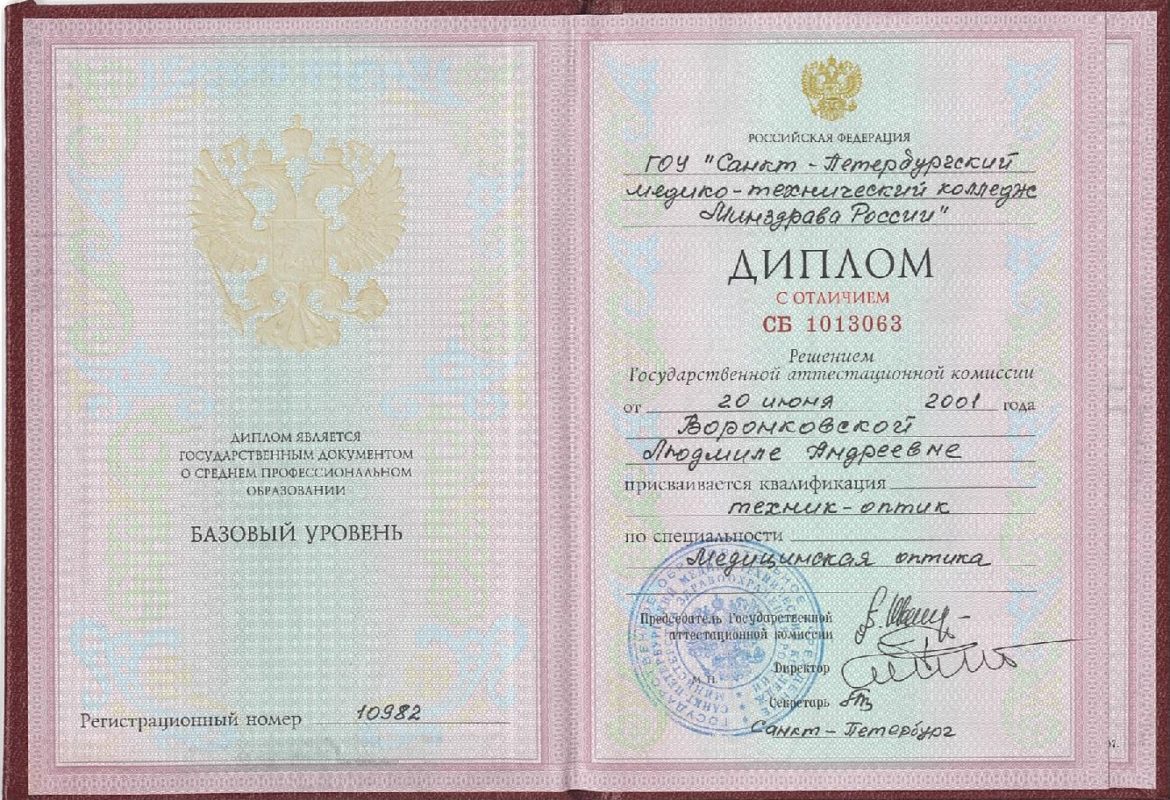 ДИПЛОМ ЯВЛЯЕТСЯ
ГОСУДАРСТВЕННЫМ ДОКУМЕНТОМ
О СРЕДНЕМ ПРОФЕССИОНАЛЬНОМ
ОБРАЗОВАНИИ
БАЗОВЫЙ УРОВЕНЬ
Регистрационный номер 10982
РОССИЙСКАЯ ФЕДЕРАЦИЯ
ГОУ "Санкт-Петербургский
медико-технический колледж
Минздрава России"
ДИПЛОМ
С ОТЛИЧИЕМ
СБ 1013063
Решением
Государственной аттестационной комиссии
от 20 июня 2001 года
Воронковской
Людмиле Андреевне
присваивается квалификация
техник-оптик
по специальности
Медицинская оптика
Председатель Государственной
аттестационной комиссии
Директор
М.П.
Секретарь
Санкт-Петербург